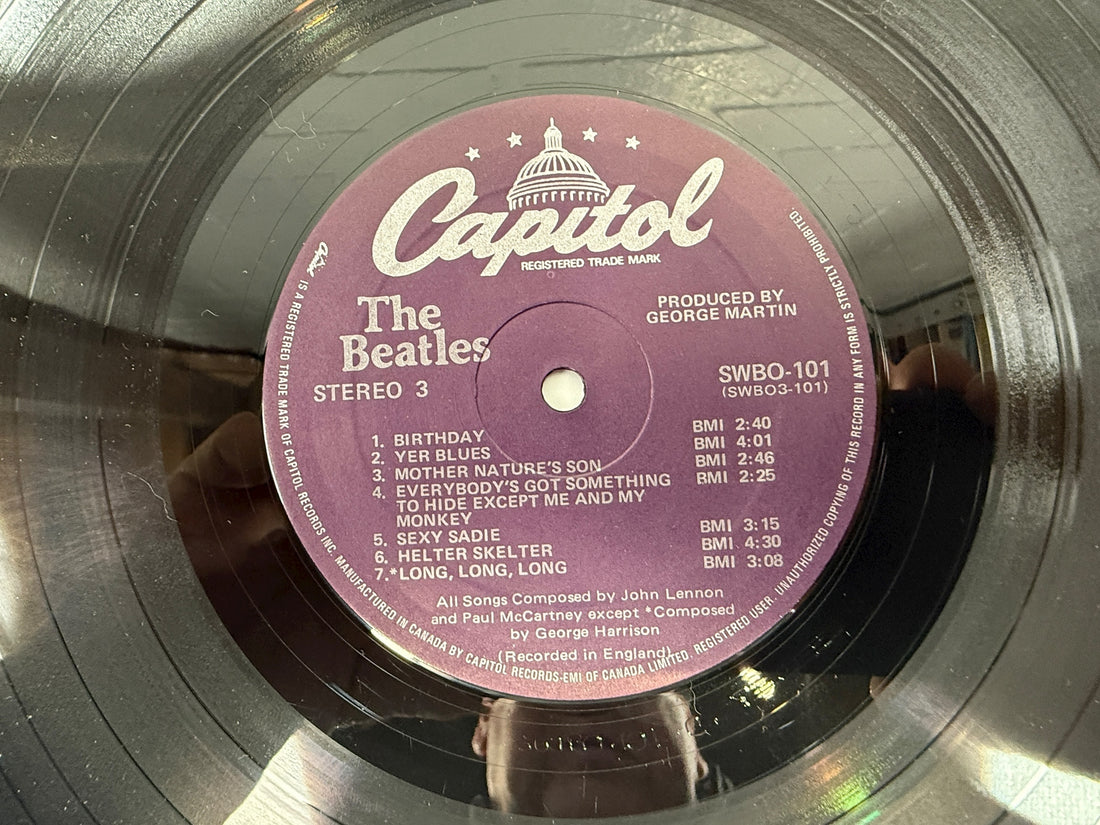 Capitol
REGISTERED TRADE MARK
The
Beatles
STEREO 3
PRODUCED BY
GEORGE MARTIN
SWBO-101
(SWBO3-101)
1. BIRTHDAY BMI 2:40
2. YER BLUES BMI 4:01
3. MOTHER NATURE'S SON BMI 2:46
4. EVERYBODY'S GOT SOMETHING BMI 2:25
TO HIDE EXCEPT ME AND MY
MONKEY
5. SEXY SADIE BMI 3:15
6. HELTER SKELTER BMI 4:30
7.*LONG, LONG, LONG BMI 3:08
All Songs Composed by John Lennon
and Paul McCartney except *Composed
by George Harrison
(Recorded in England)
Capitol IS A REGISTERED TRADE MARK OF CAPITOL RECORDS INC. MANUFACTURED IN CANADA BY CAPITOL RECORDS-EMI OF CANADA LIMITED. REGISTERED USER. UNAUTHORIZED COPYING OF THIS RECORD IN ANY FORM IS STRICTLY PROHIBITED.